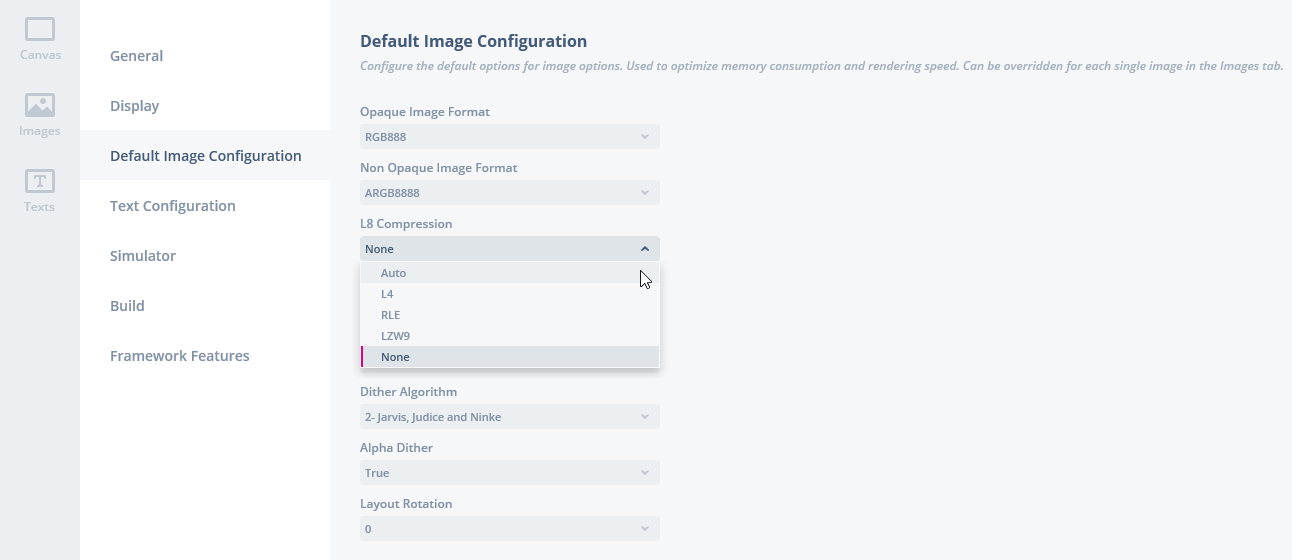 Canvas
Images
Texts
General
Display
Default Image Configuration
Text Configuration
Simulator
Build
Framework Features
Default Image Configuration
Configure the default options for image options. Used to optimize memory consumption and rendering speed. Can be overridden for each single image in the Images tab.
Opaque Image Format
RGB888
Non Opaque Image Format
ARGB8888
L8 Compression
None
Auto
L4
RLE
LZW9
None
Dither Algorithm
2- Jarvis, Judice and Ninke
Alpha Dither
True
Layout Rotation
0